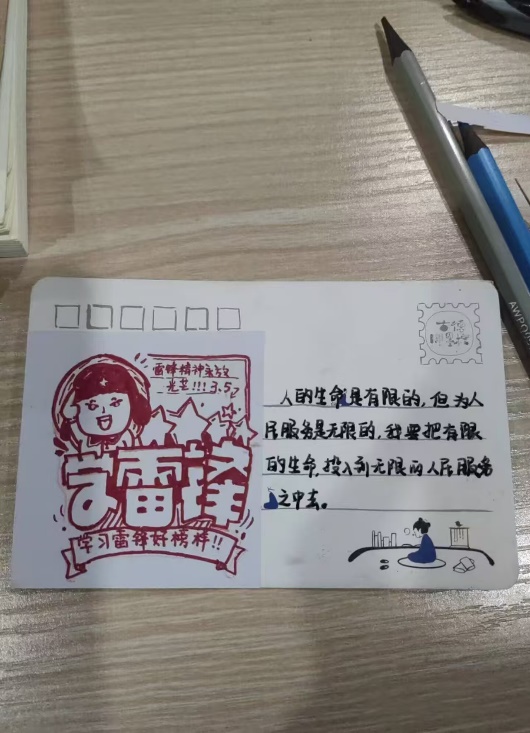 雷锋精神永放
光芒!!!3.5
学雷锋
学习雷锋好榜样!!
人的生命是有限的,但为人
民服务是无限的,我要把有限
的生命,投入到无限的人民服务
之中去。